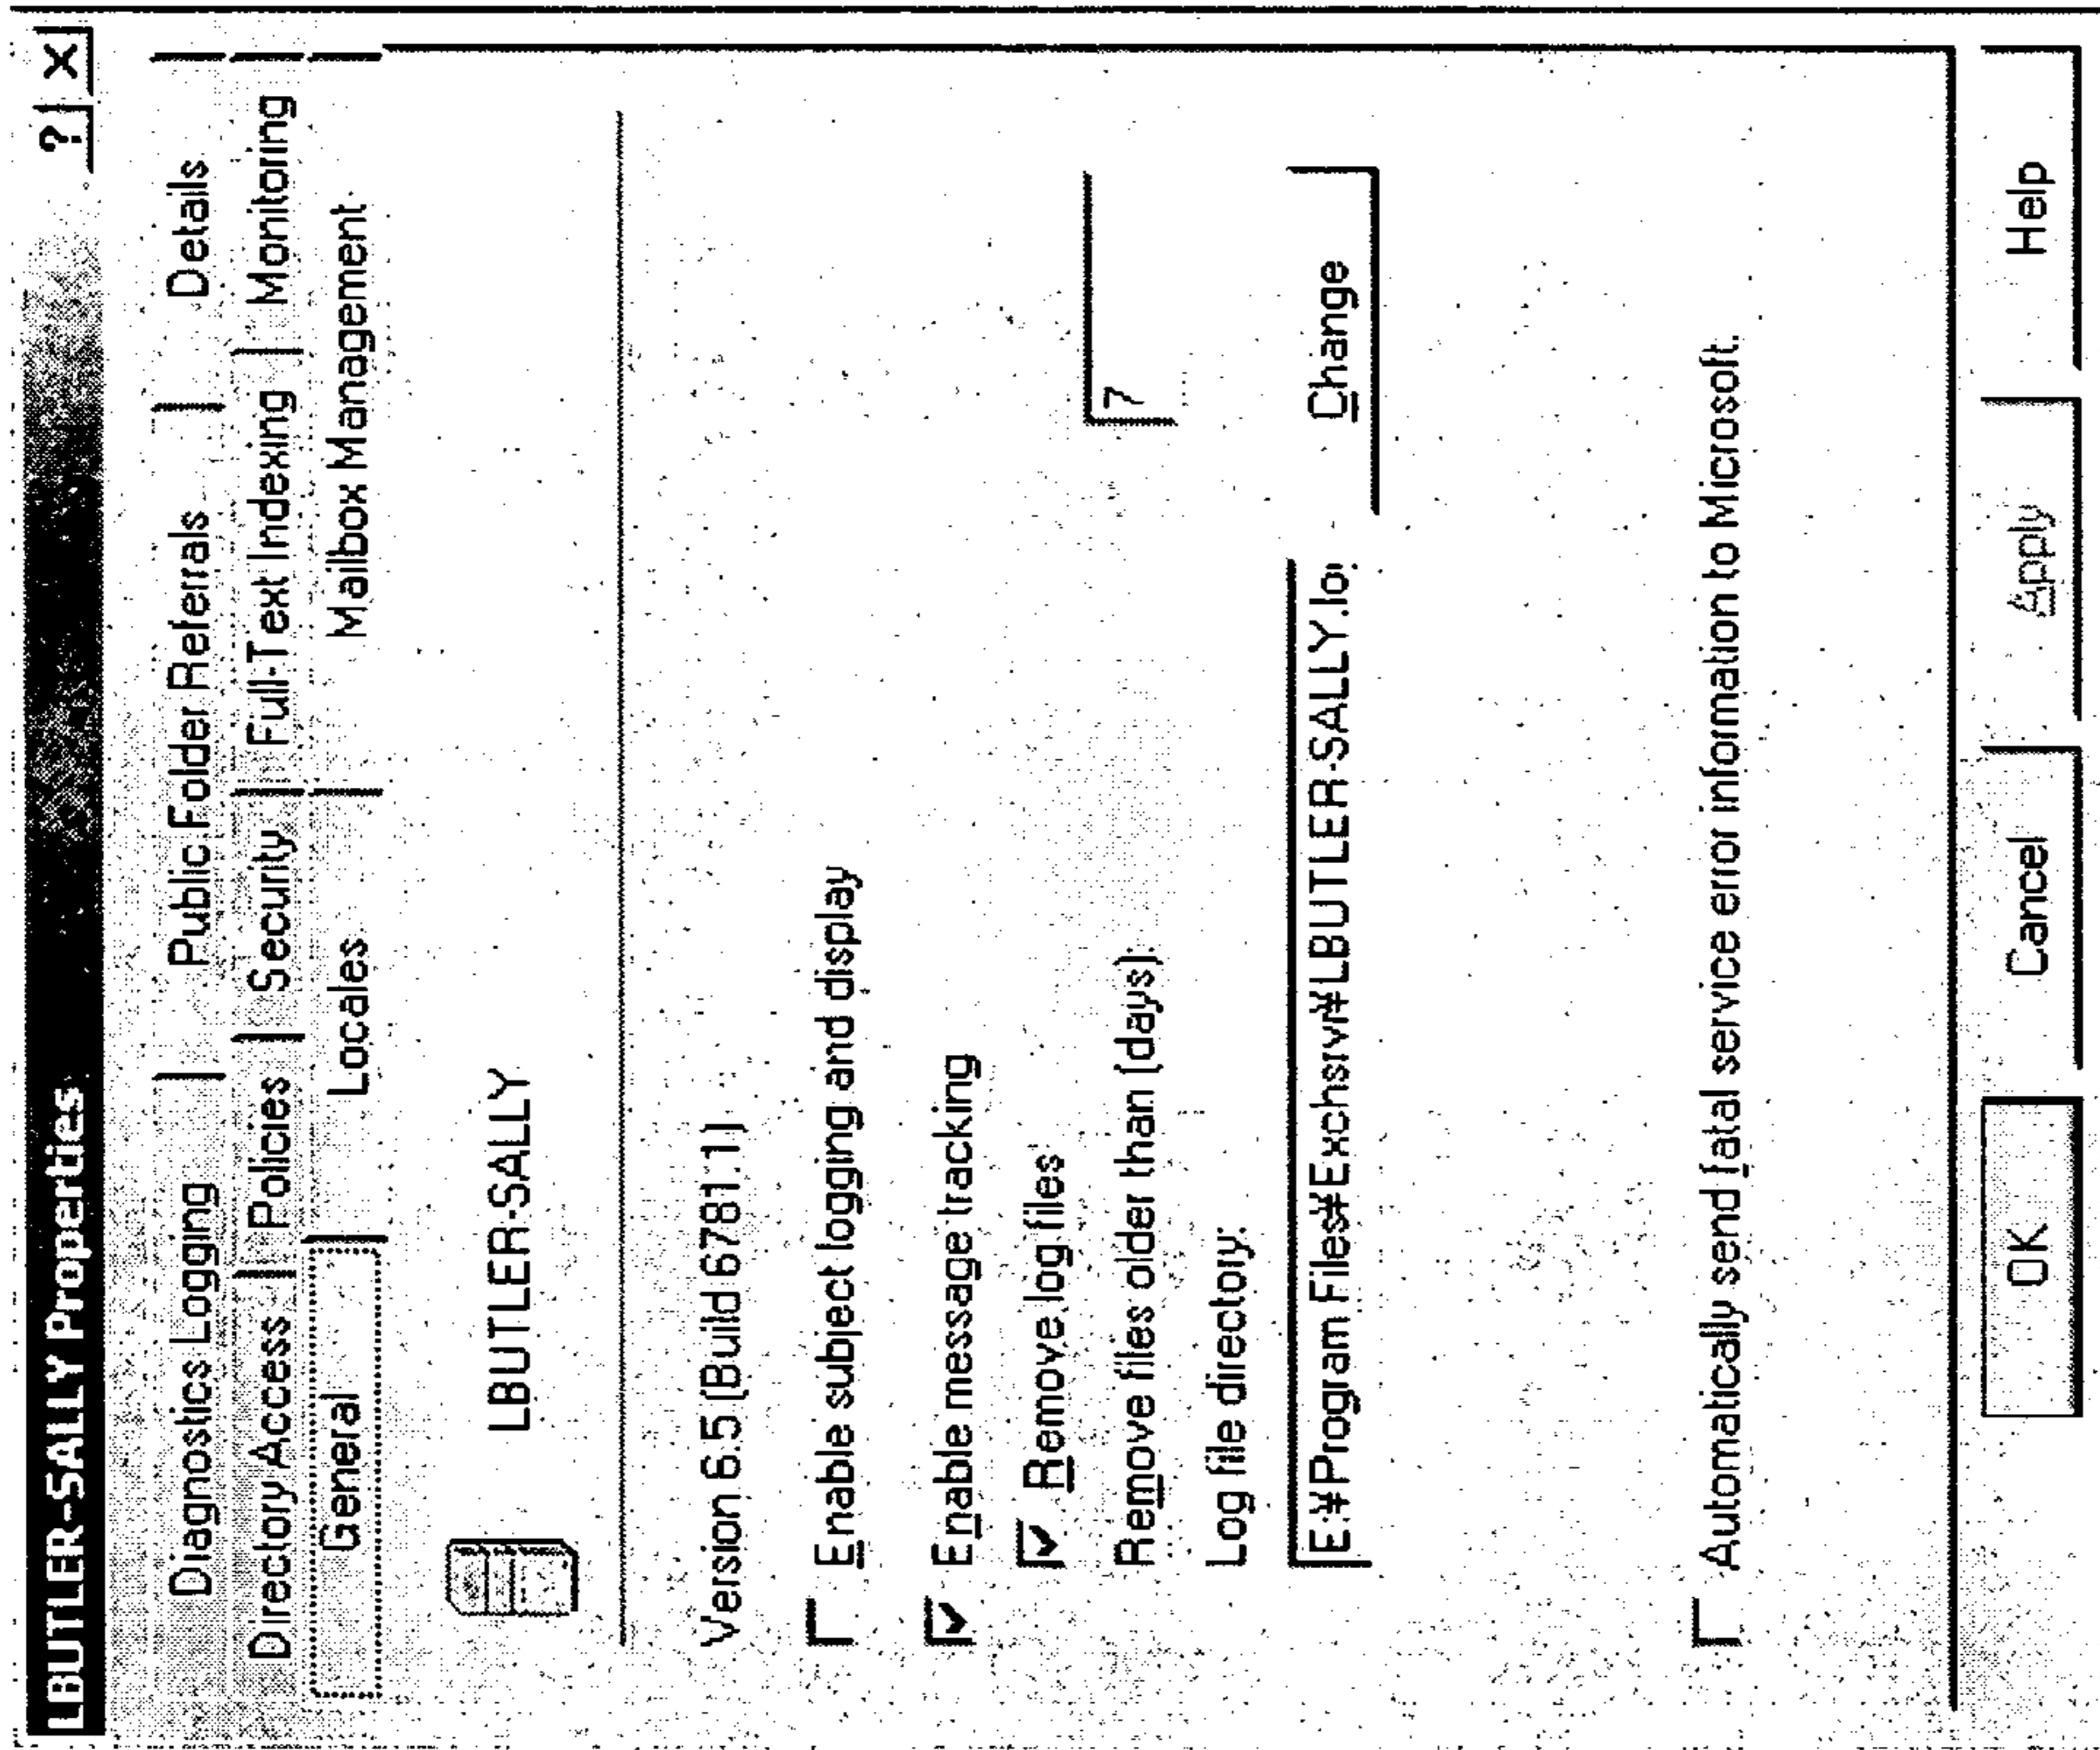 LBUTLER-SALLY Properties ? X
Diagnostics Logging Public Folder Referrals Details
Directory Access Policies Security Full-Text Indexing Monitoring
General Locales Mailbox Management
LBUTLER-SALLY
Version 6.5 (Build 6781.1)
Enable subject logging and display
Enable message tracking
Remove log files
Remove files older than (days): 7
Log file directory:
E:¥Program Files¥Exchsrvr¥LBUTLER-SALLY.lo
Change
Automatically send fatal service error information to Microsoft.
OK Cancel Apply Help